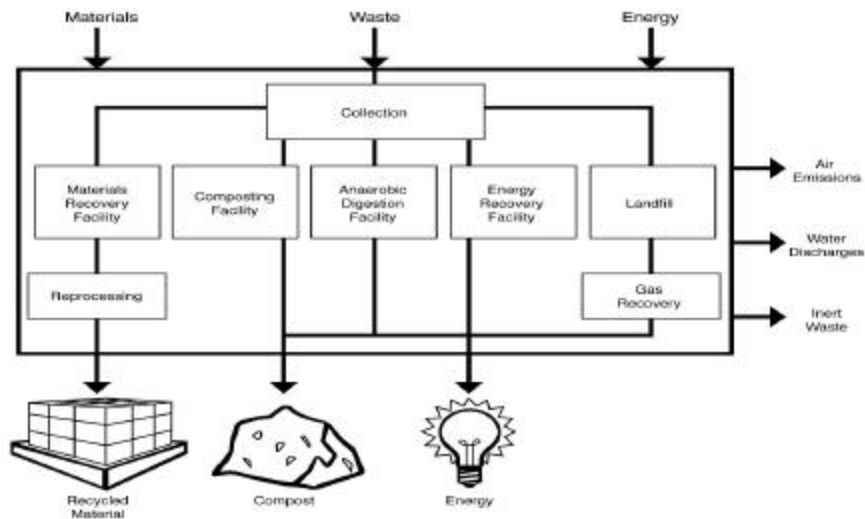 Materials
Waste
Energy
Collection
Materials
Recovery
Facility
Composting
Facility
Anaerobic
Digestion
Facility
Energy
Recovery
Facility
Landfill
Reprocessing
Gas
Recovery
Air
Emissions
Water
Discharges
Inert
Waste
Recycled
Material
Compost
Energy